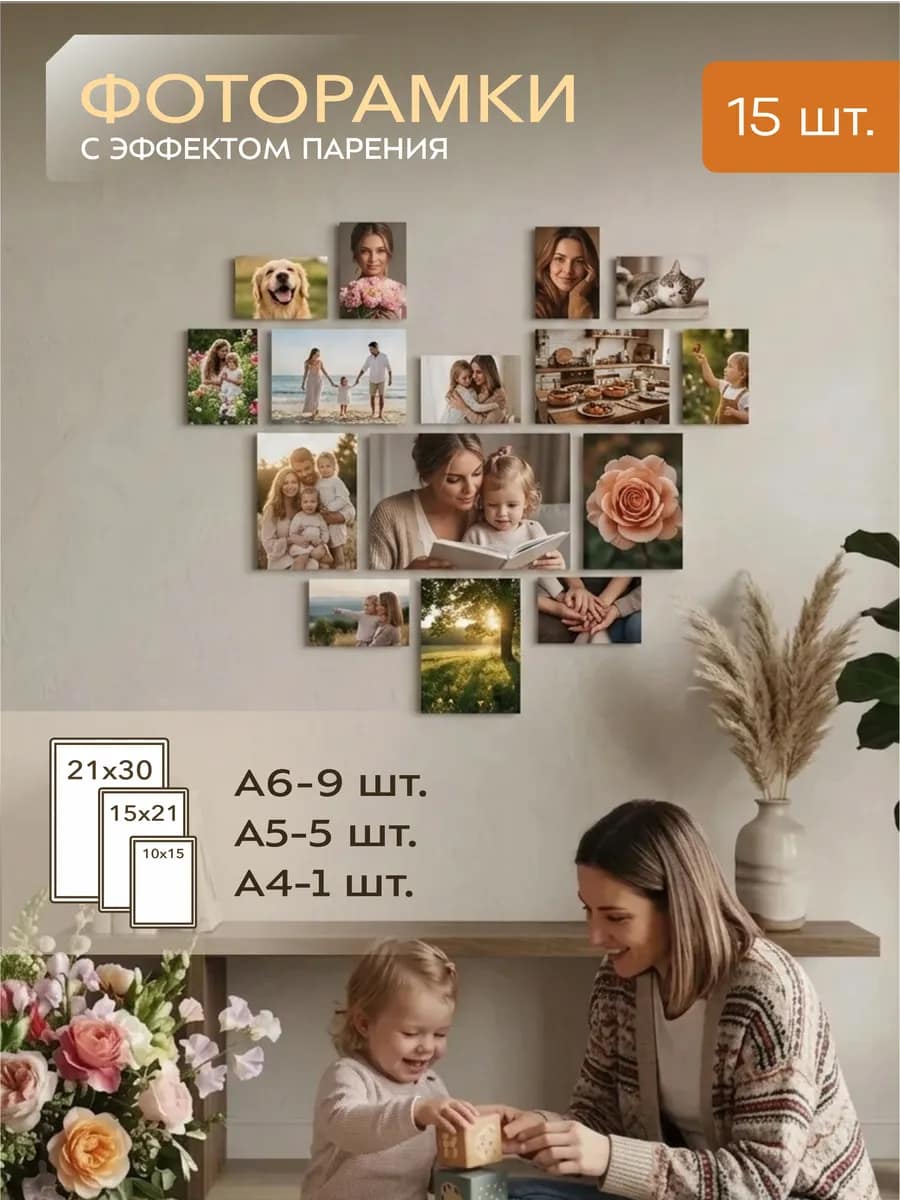 ФОТОРАМКИ
С ЭФФЕКТОМ ПАРЕНИЯ
15 шт.
21x30
15x21
10x15
А6-9 шт.
А5-5 шт.
А4-1 шт.